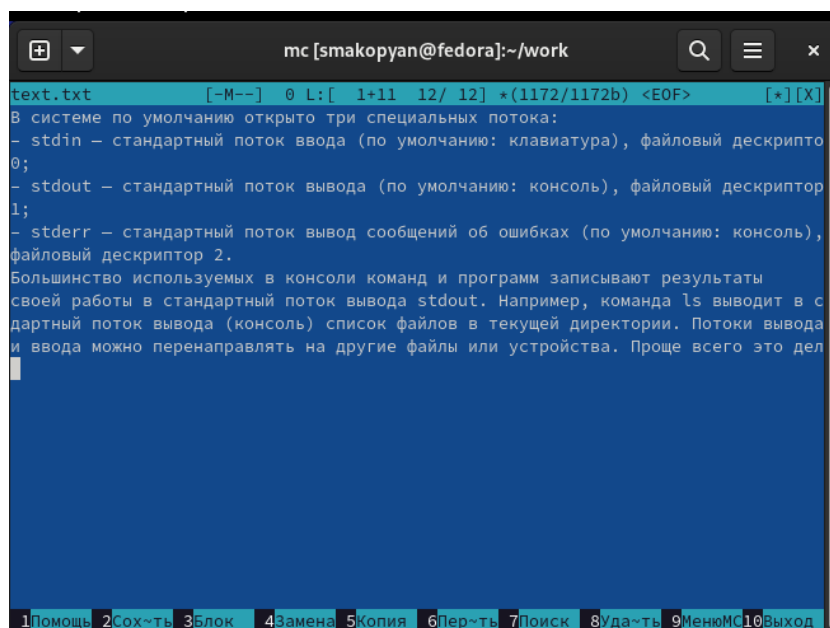 mc [smakopyan@fedora]:~/work
text.txt [-M--] 0 L:[ 1+11 12/ 12] *(1172/1172b) <EOF> [*][X]
В системе по умолчанию открыто три специальных потока:
– stdin — стандартный поток ввода (по умолчанию: клавиатура), файловый дескрипто
0;
– stdout — стандартный поток вывода (по умолчанию: консоль), файловый дескриптор
1;
– stderr — стандартный поток вывод сообщений об ошибках (по умолчанию: консоль),
файловый дескриптор 2.
Большинство используемых в консоли команд и программ записывают результаты
своей работы в стандартный поток вывода stdout. Например, команда ls выводит в с
дартный поток вывода (консоль) список файлов в текущей директории. Потоки вывода
и ввода можно перенаправлять на другие файлы или устройства. Проще всего это дел
1Помощь 2Сох~ть 3Блок 4Замена 5Копия 6Пер~ть 7Поиск 8Уда~ть 9МенюMC 10Выход